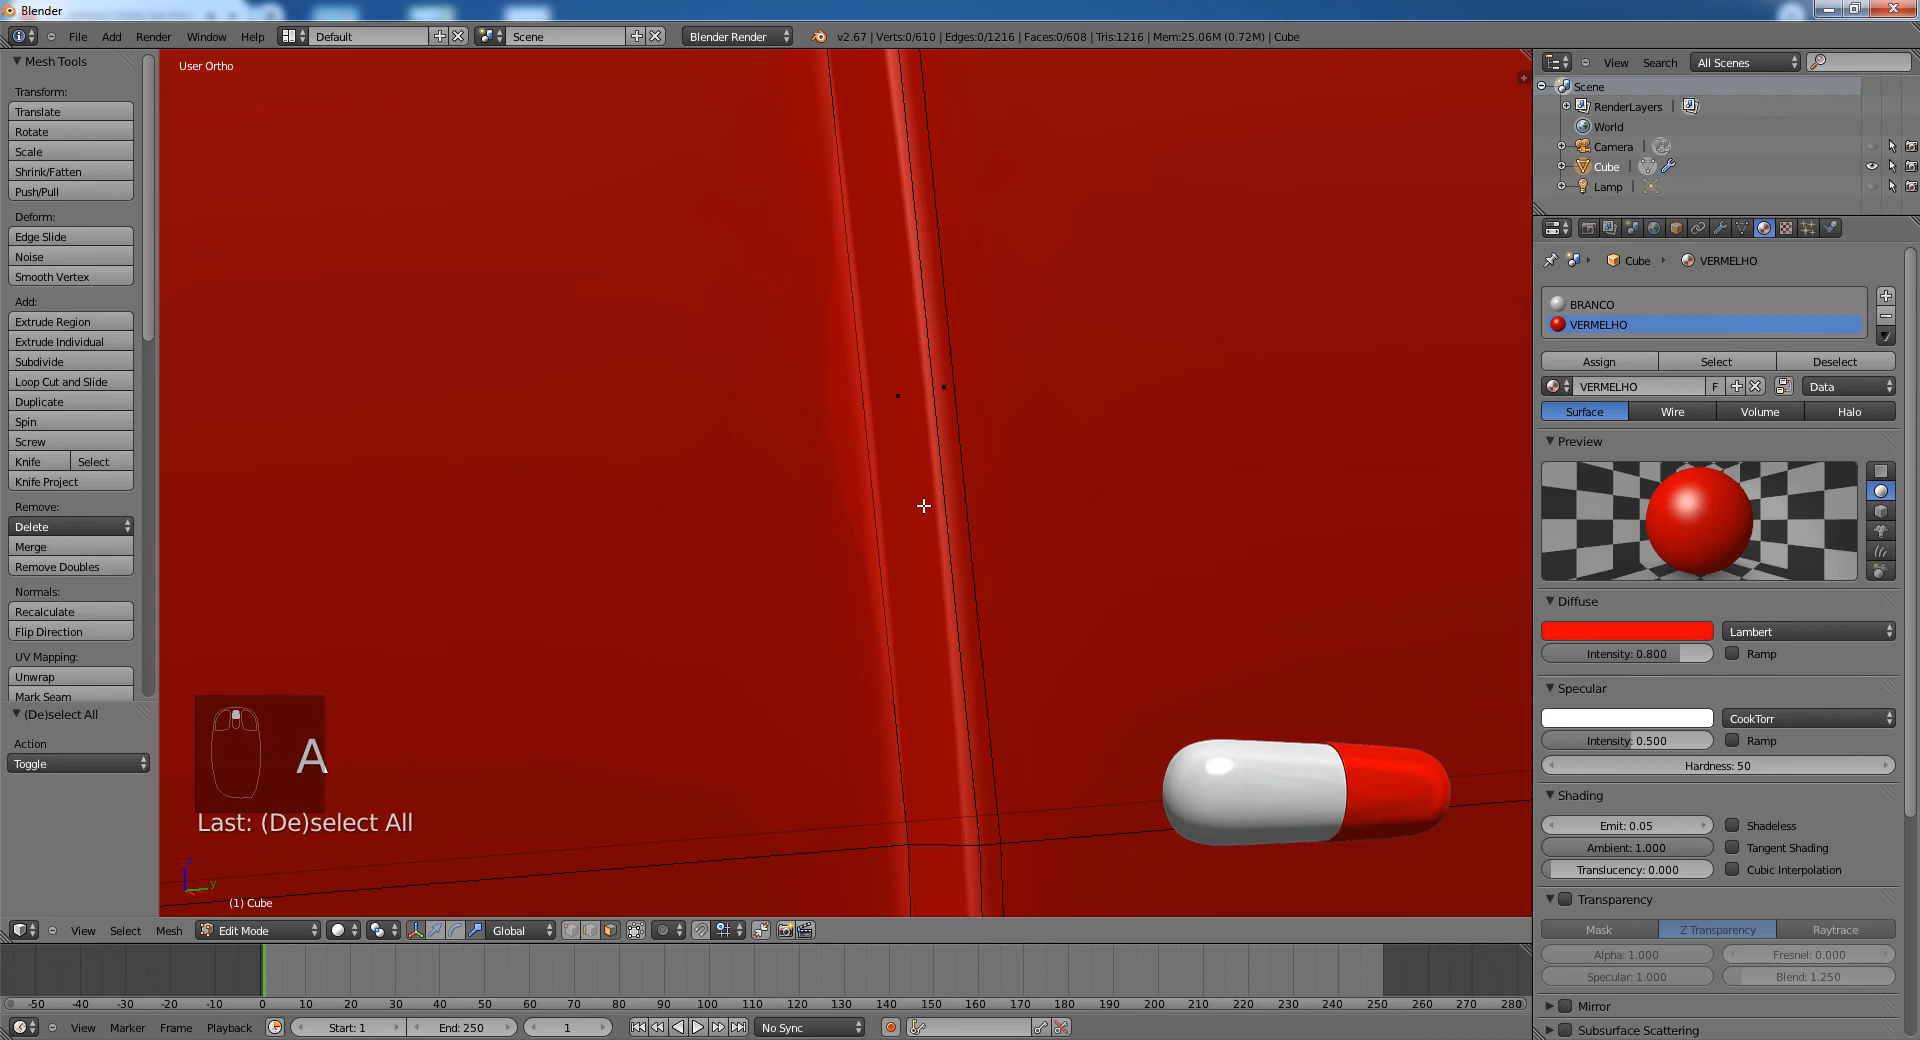 Blender
File Add Render Window Help Default Scene Blender Render v2.67 | Verts:0/610 | Edges:0/1216 | Faces:0/608 | Tris:1216 | Mem:25.06M (0.72M) | Cube
Mesh Tools
Transform:
Translate
Rotate
Scale
Shrink/Fatten
Push/Pull
Deform:
Edge Slide
Noise
Smooth Vertex
Add:
Extrude Region
Extrude Individual
Subdivide
Loop Cut and Slide
Duplicate
Spin
Screw
Knife Select
Knife Project
Remove:
Delete
Merge
Remove Doubles
Normals:
Recalculate
Flip Direction
UV Mapping:
Unwrap
Mark Seam
(De)select All
Action
Toggle
User Ortho
A
Last: (De)select All
z
y
(1) Cube
View Search All Scenes
Scene
RenderLayers |
World
Camera |
Cube |
Lamp |
Cube VERMELHO
BRANCO
VERMELHO
Assign Select Deselect
VERMELHO F Data
Surface Wire Volume Halo
Preview
Diffuse
Lambert
Intensity: 0.800 Ramp
Specular
CookTorr
Intensity: 0.500 Ramp
Hardness: 50
Shading
Emit: 0.05 Shadeless
Ambient: 1.000 Tangent Shading
Translucency: 0.000 Cubic Interpolation
Transparency
Mask Z Transparency Raytrace
Alpha: 1.000 Fresnel: 0.000
Specular: 1.000 Blend: 1.250
Mirror
Subsurface Scattering
View Select Mesh Edit Mode Global
-50 -40 -30 -20 -10 0 10 20 30 40 50 60 70 80 90 100 110 120 130 140 150 160 170 180 190 200 210 220 230 240 250 260 270 280
View Marker Frame Playback Start: 1 End: 250 1 No Sync